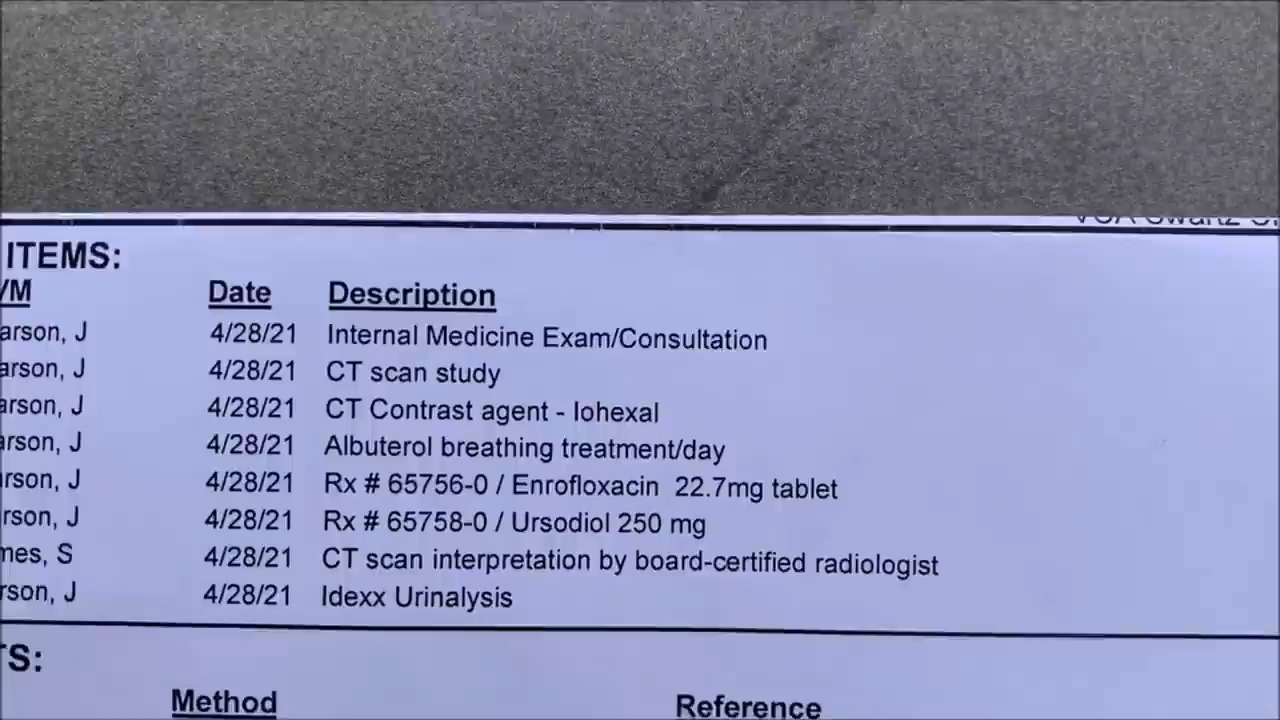 ITEMS:
/M Date Description
arson, J 4/28/21 Internal Medicine Exam/Consultation
arson, J 4/28/21 CT scan study
arson, J 4/28/21 CT Contrast agent - Iohexal
arson, J 4/28/21 Albuterol breathing treatment/day
rson, J 4/28/21 Rx # 65756-0 / Enrofloxacin 22.7mg tablet
rson, J 4/28/21 Rx # 65758-0 / Ursodiol 250 mg
mes, S 4/28/21 CT scan interpretation by board-certified radiologist
rson, J 4/28/21 Idexx Urinalysis
TS:
Method Reference